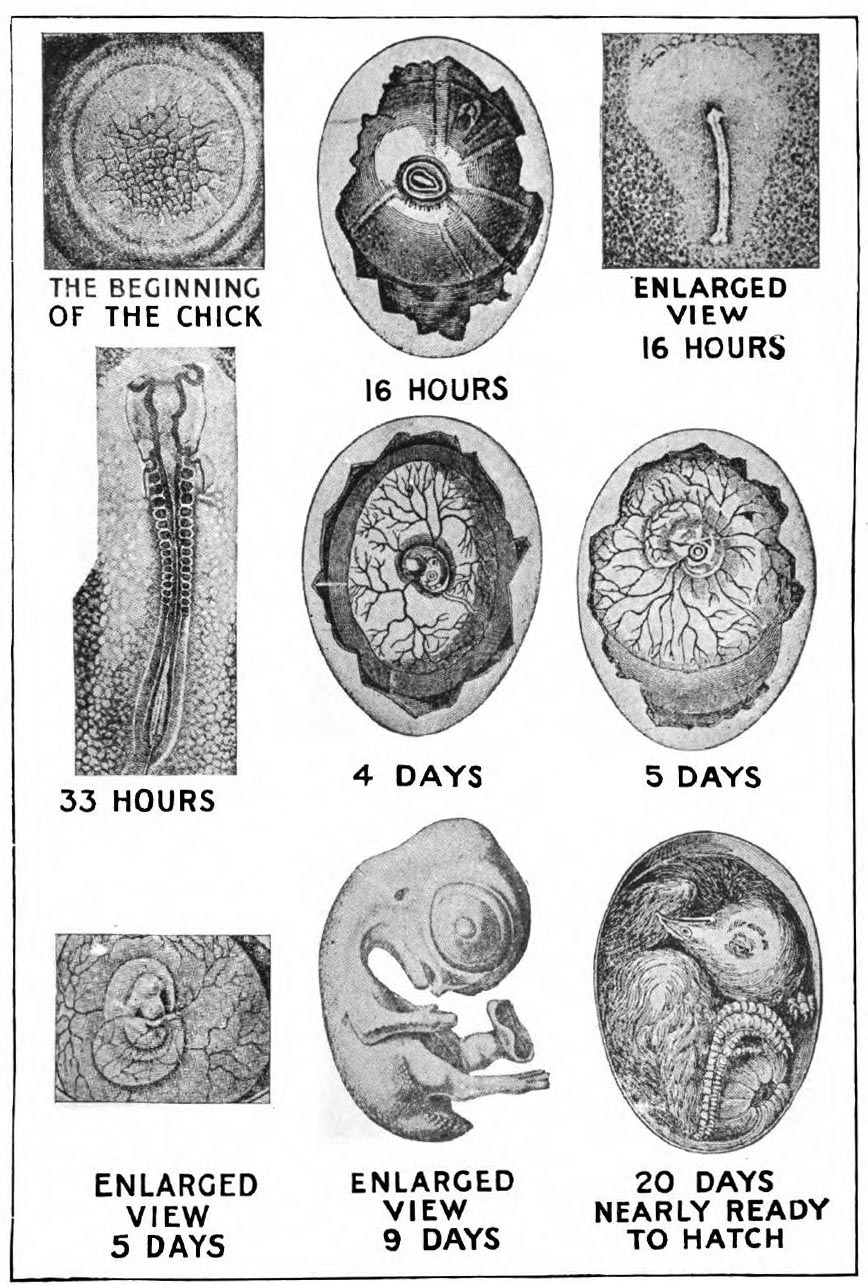 THE BEGINNING
OF THE CHICK
16 HOURS
ENLARGED
VIEW
16 HOURS
33 HOURS
4 DAYS
5 DAYS
ENLARGED
VIEW
5 DAYS
ENLARGED
VIEW
9 DAYS
20 DAYS
NEARLY READY
TO HATCH